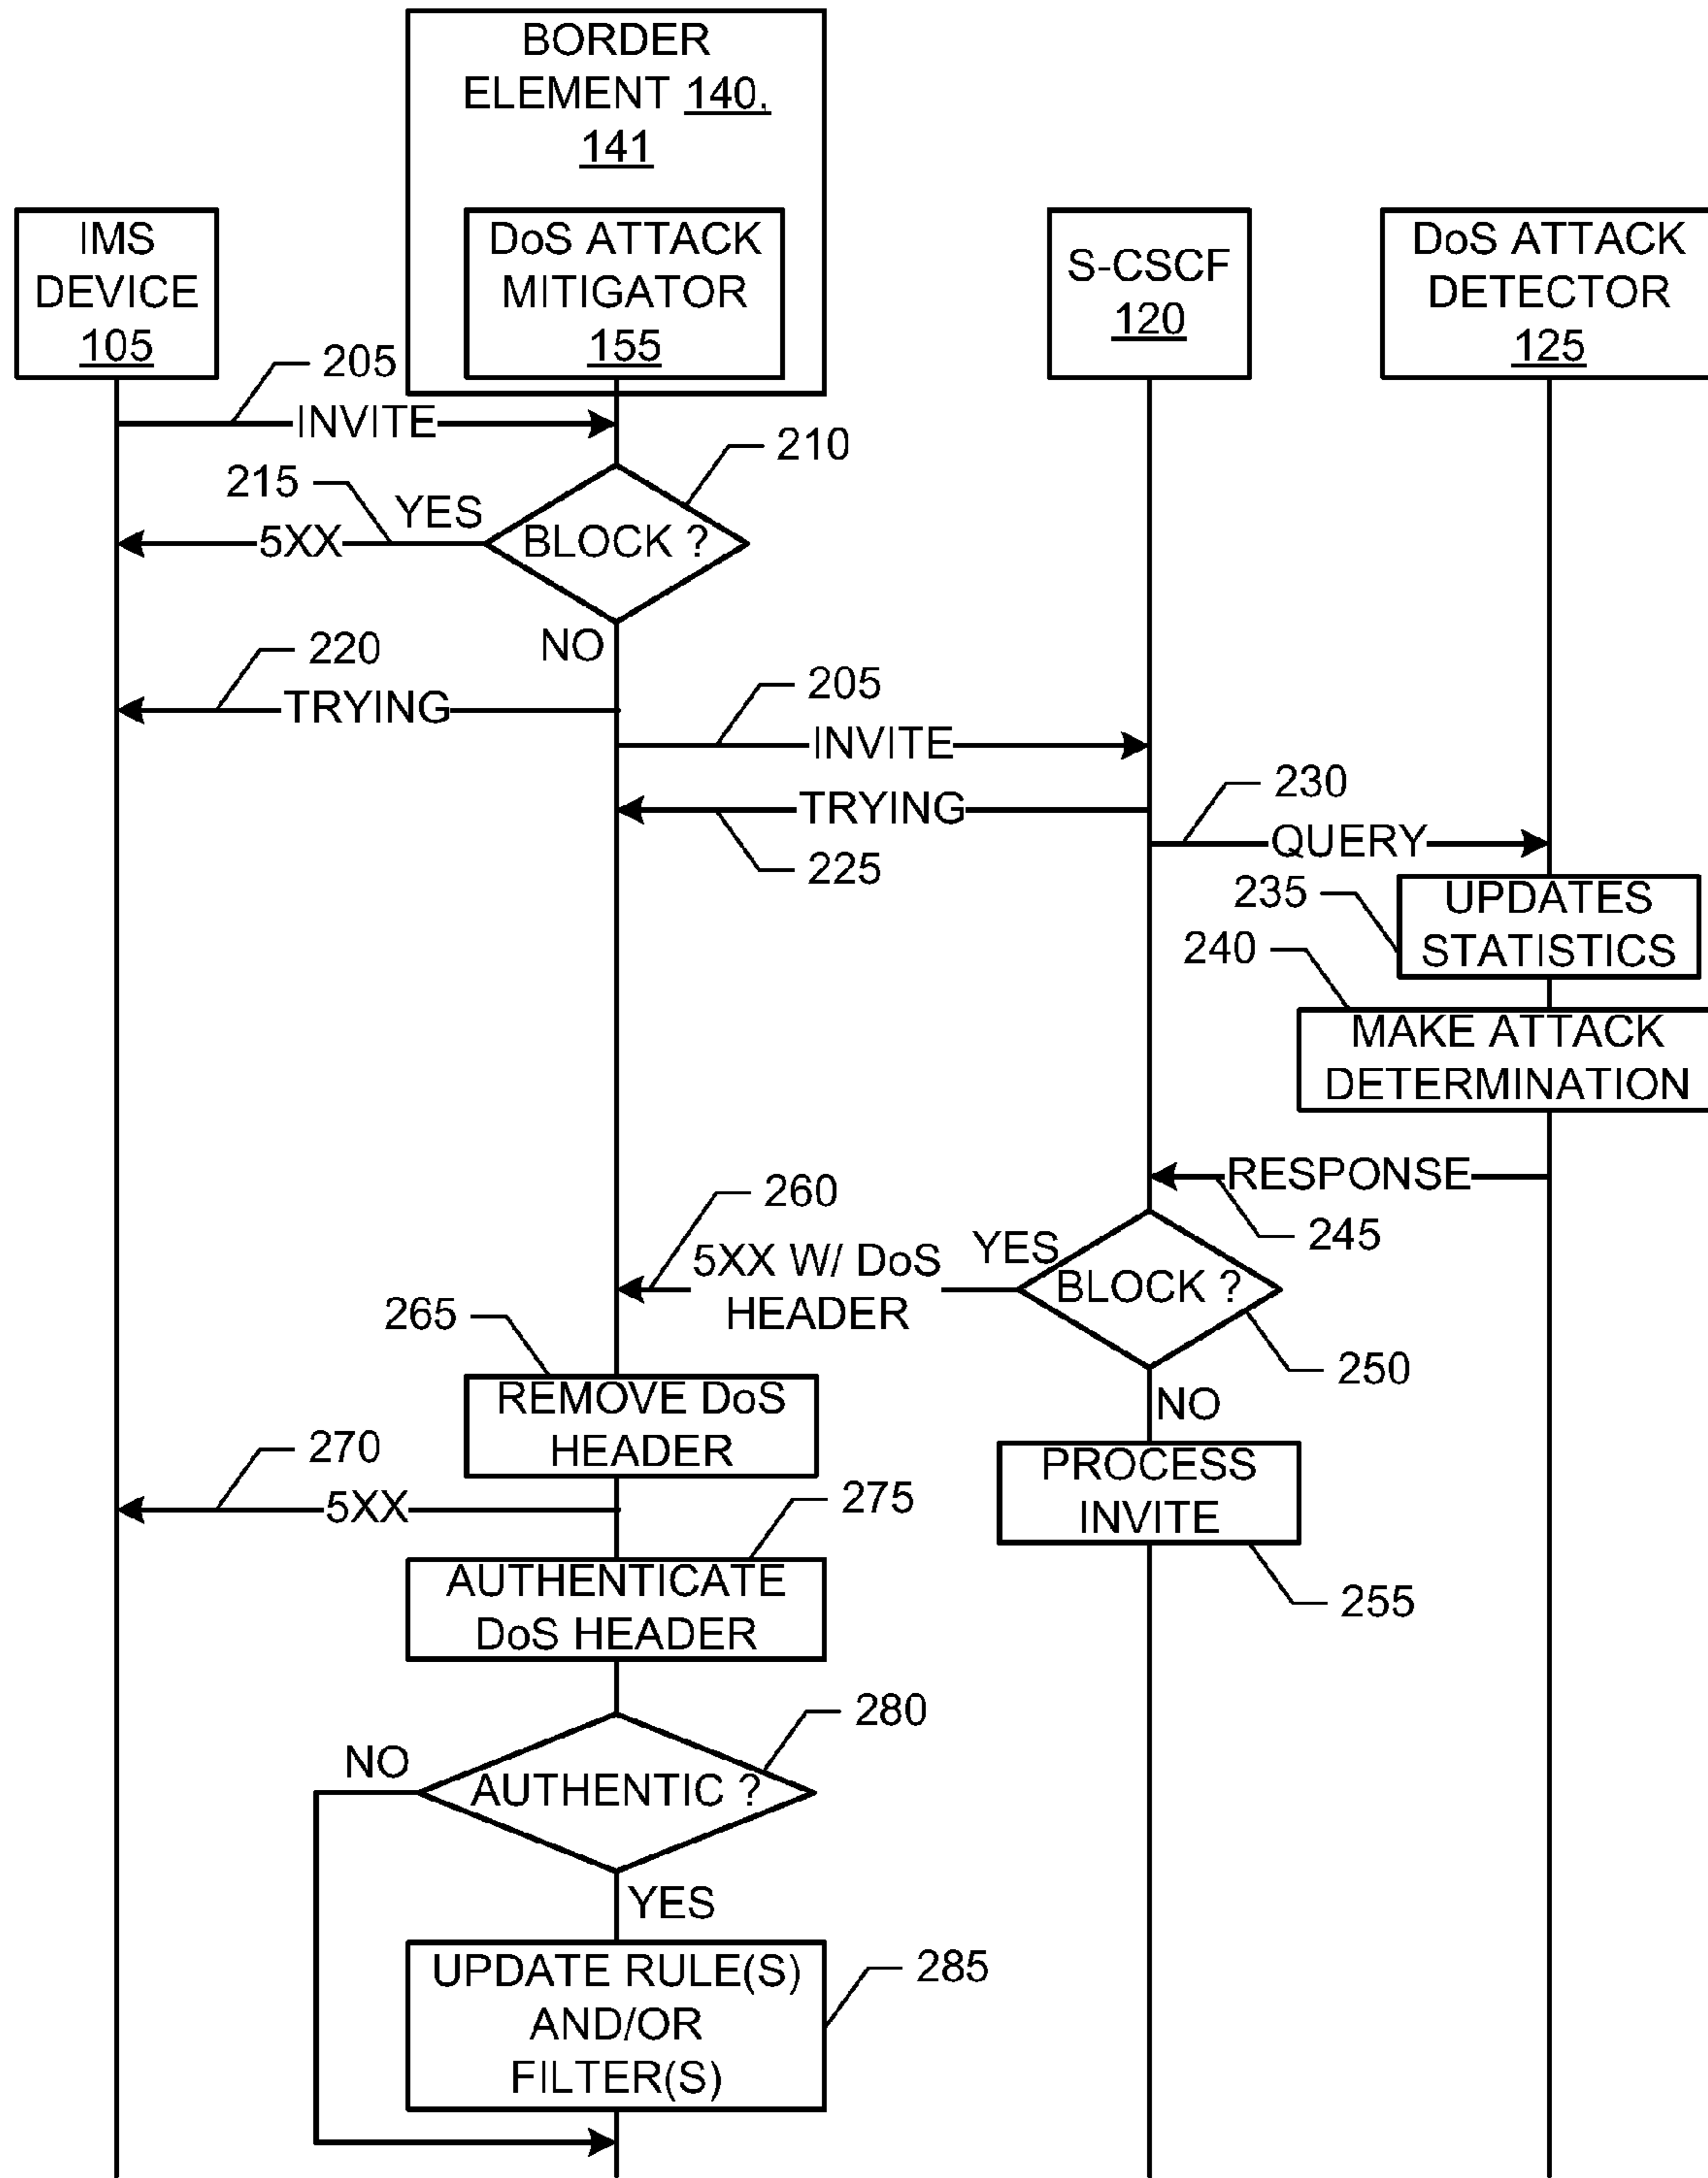 BORDER
ELEMENT 140,
141
IMS
DEVICE
105
DoS ATTACK
MITIGATOR
155
S-CSCF
120
DoS ATTACK
DETECTOR
125
205
INVITE
210
215
YES
5XX
BLOCK ?
NO
220
TRYING
205
INVITE
TRYING
225
230
QUERY
235
UPDATES
STATISTICS
240
MAKE ATTACK
DETERMINATION
RESPONSE
245
260
YES
5XX W/ DoS
HEADER
BLOCK ?
250
NO
265
REMOVE DoS
HEADER
270
5XX
PROCESS
INVITE
255
275
AUTHENTICATE
DoS HEADER
280
NO
AUTHENTIC ?
YES
UPDATE RULE(S)
AND/OR
FILTER(S)
285